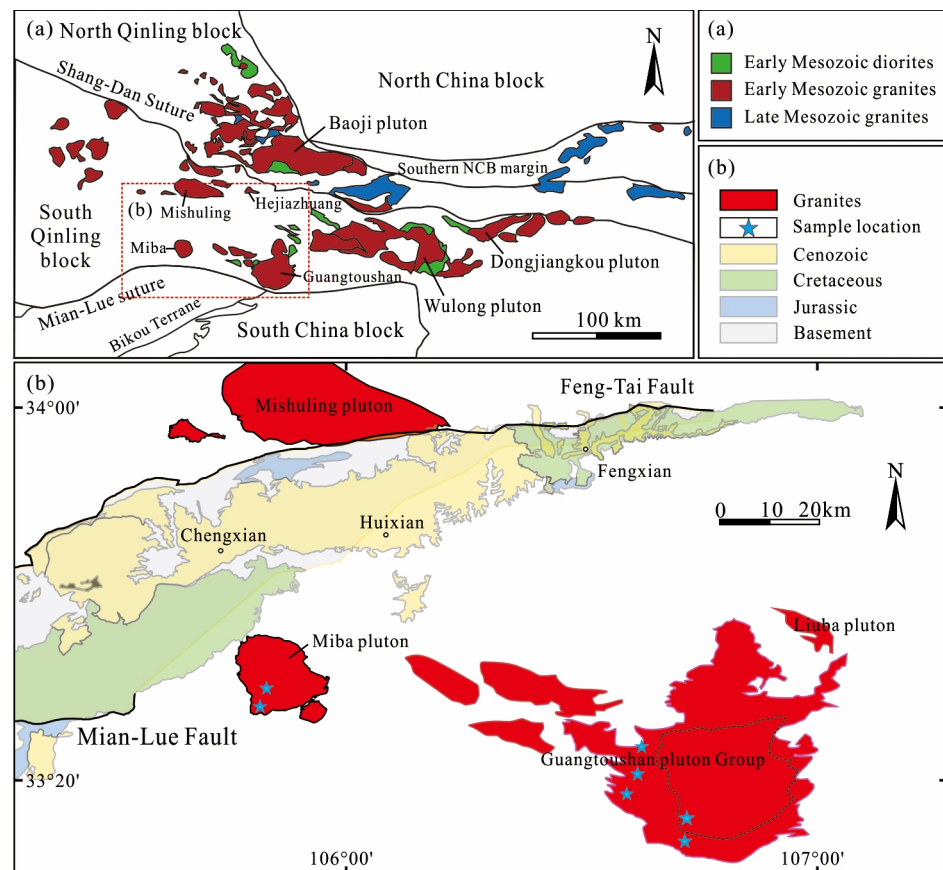 (a)
North Qinling block
Shang-Dan Suture
North China block
N
Baoji pluton
Southern NCB margin
(b)
Mishuling
Hejiazhuang
South
Qinling
block
Miba
Guangtoushan
Dongjiangkou pluton
Wulong pluton
Mian-Lue suture
Bikou Terrane
South China block
100 km
(a)
Early Mesozoic diorites
Early Mesozoic granites
Late Mesozoic granites
(b)
Granites
Sample location
Cenozoic
Cretaceous
Jurassic
Basement
(b)
Feng-Tai Fault
34°00'
Mishuling pluton
Fengxian
N
0 10 20km
Huixian
Chengxian
Miba pluton
Liuba pluton
Mian-Lue Fault
Guangtoushan pluton Group
33°20'
106°00'
107°00'